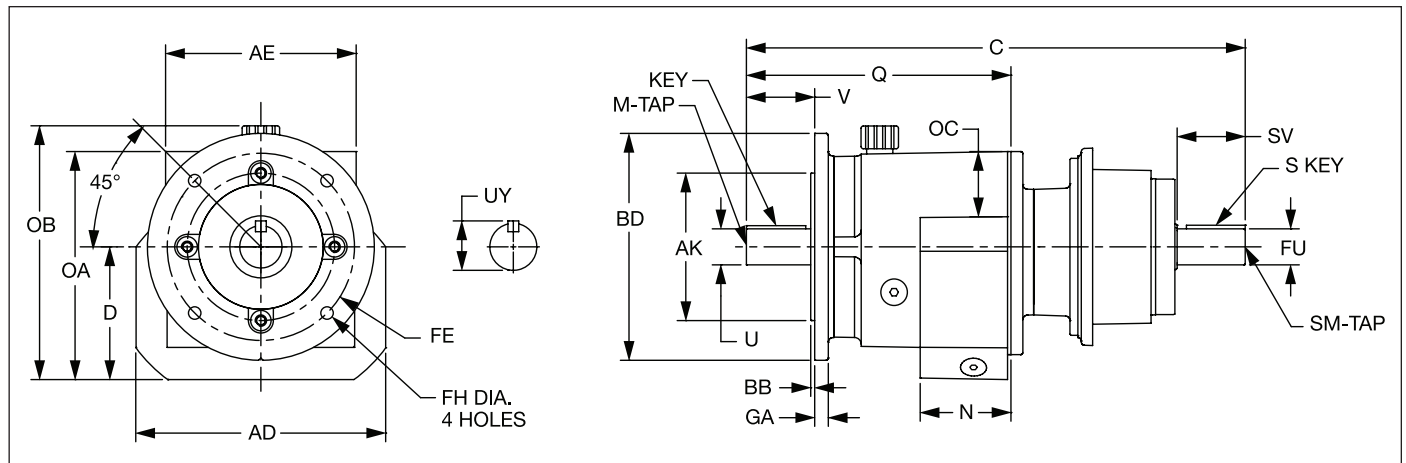 AE
45°
OB
OA
D
UY
FE
FH DIA.
4 HOLES
AD
C
Q
KEY
V
M-TAP
OC
SV
S KEY
BD
AK
FU
U
SM-TAP
BB
GA
N